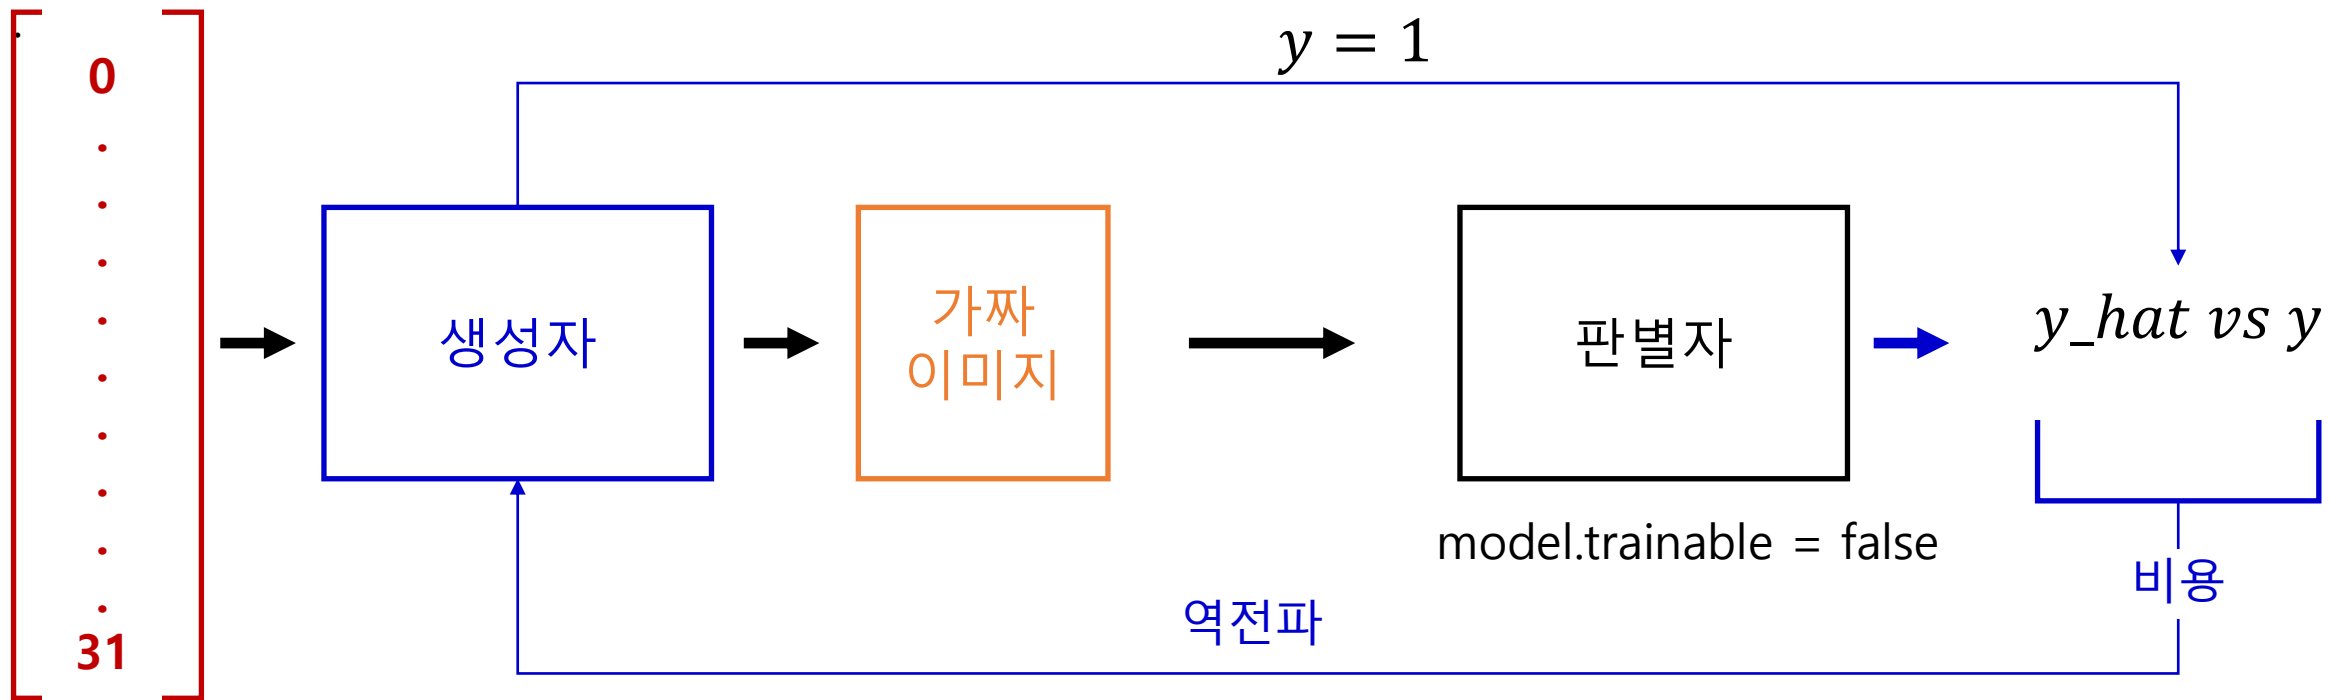 0
.
.
.
.
.
.
.
.
.
31
y = 1
생성자
가짜
이미지
판별자
model.trainable = false
y_hat vs y
비용
역전파